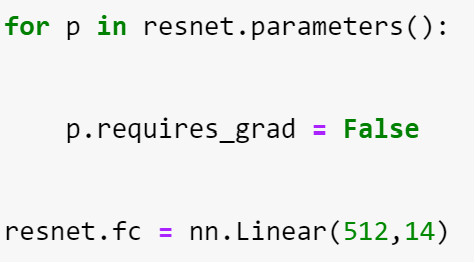 for p in resnet.parameters():
    p.requires_grad = False
resnet.fc = nn.Linear(512,14)